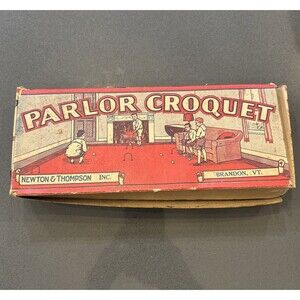 PARLOR CROQUET
NEWTON & THOMPSON INC. BRANDON, VT.